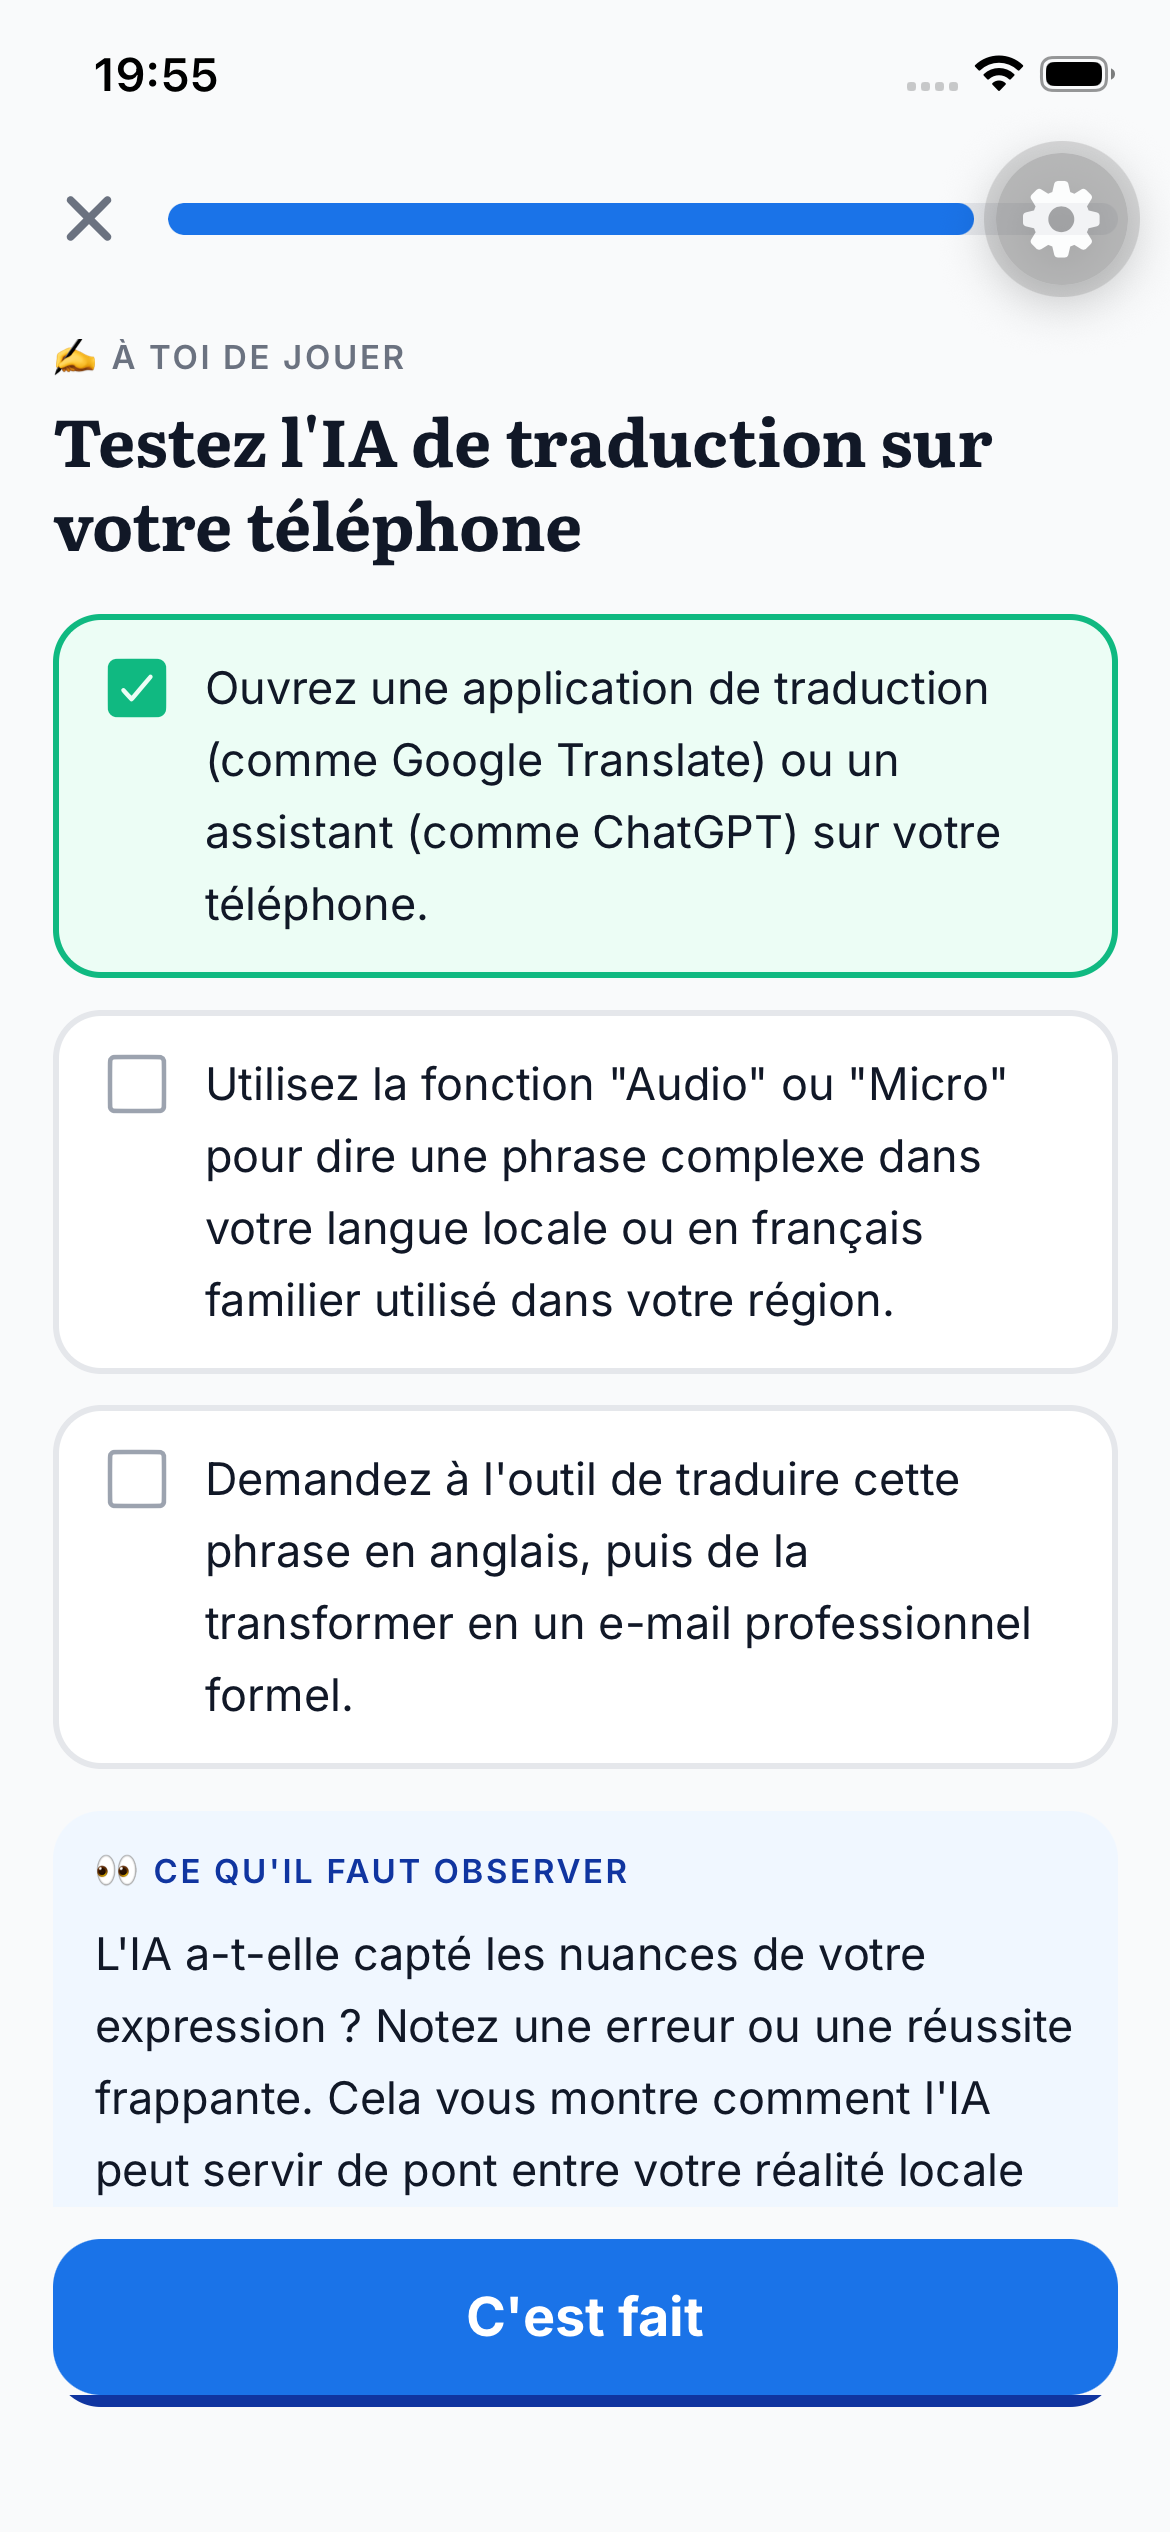 19:55
✍️ À TOI DE JOUER
Testez l'IA de traduction sur
votre téléphone
Ouvrez une application de traduction
(comme Google Translate) ou un
assistant (comme ChatGPT) sur votre
téléphone.
Utilisez la fonction "Audio" ou "Micro"
pour dire une phrase complexe dans
votre langue locale ou en français
familier utilisé dans votre région.
Demandez à l'outil de traduire cette
phrase en anglais, puis de la
transformer en un e-mail professionnel
formel.
👀 CE QU'IL FAUT OBSERVER
L'IA a-t-elle capté les nuances de votre
expression ? Notez une erreur ou une réussite
frappante. Cela vous montre comment l'IA
peut servir de pont entre votre réalité locale
C'est fait